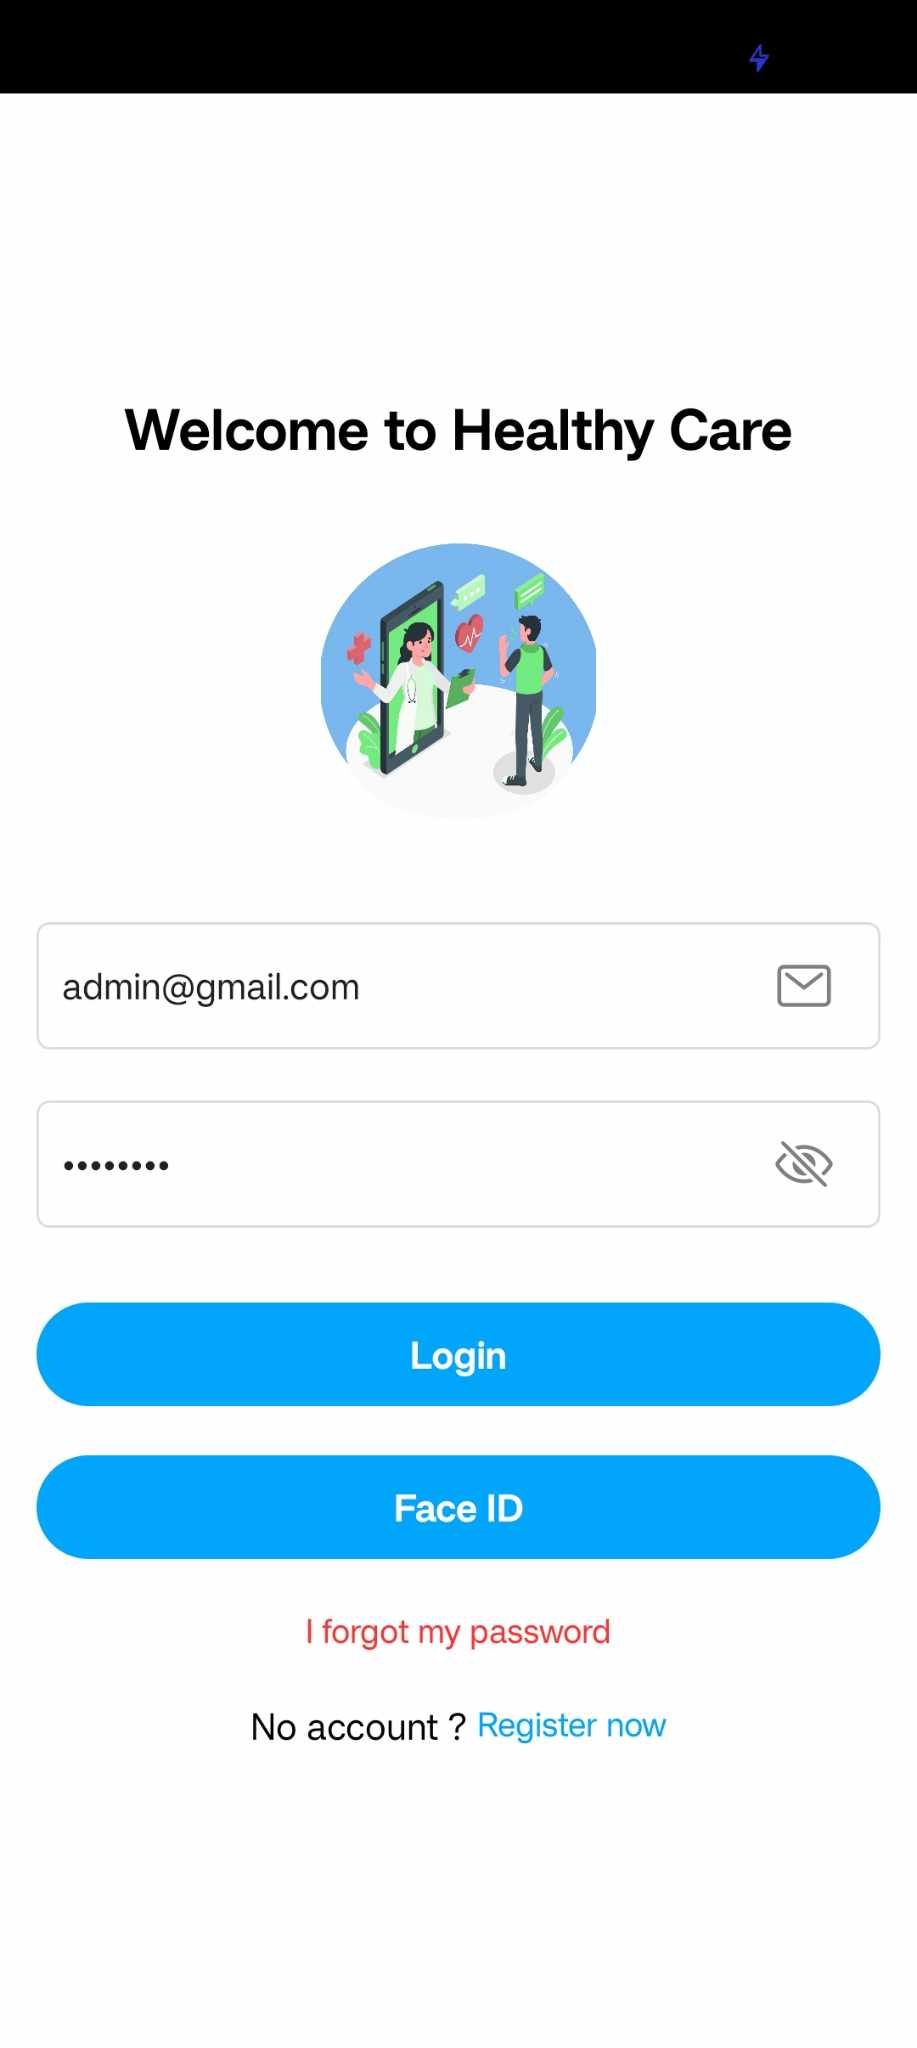 Welcome to Healthy Care
admin@gmail.com
••••••••
Login
Face ID
I forgot my password
No account ? Register now